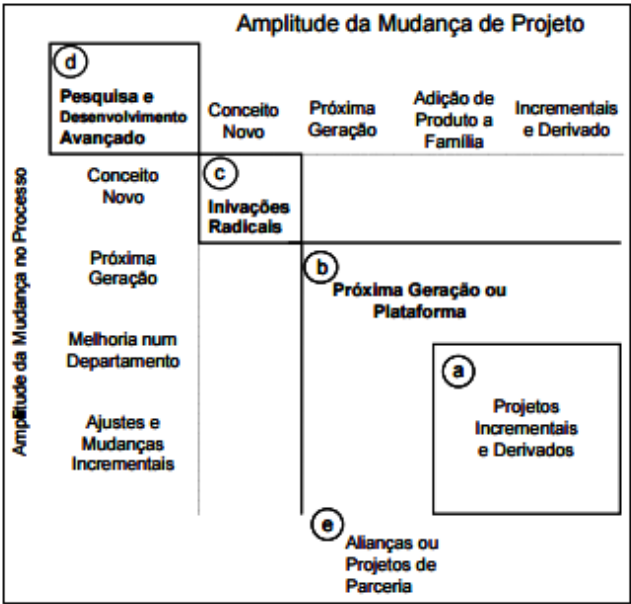 Amplitude da Mudança de Projeto
d
Pesquisa e
Desenvolvimento
Avançado
Conceito
Novo
Próxima
Geração
Adição de
Produto a
Família
Incrementais
e Derivado
Amplitude da Mudança no Processo
Conceito
Novo
c
Inivações
Radicais
Próxima
Geração
b
Próxima Geração ou
Plataforma
Melhoria num
Departamento
a
Projetos
Incrementais
e Derivados
Ajustes e
Mudanças
Incrementais
e
Alianças ou
Projetos de
Parceria